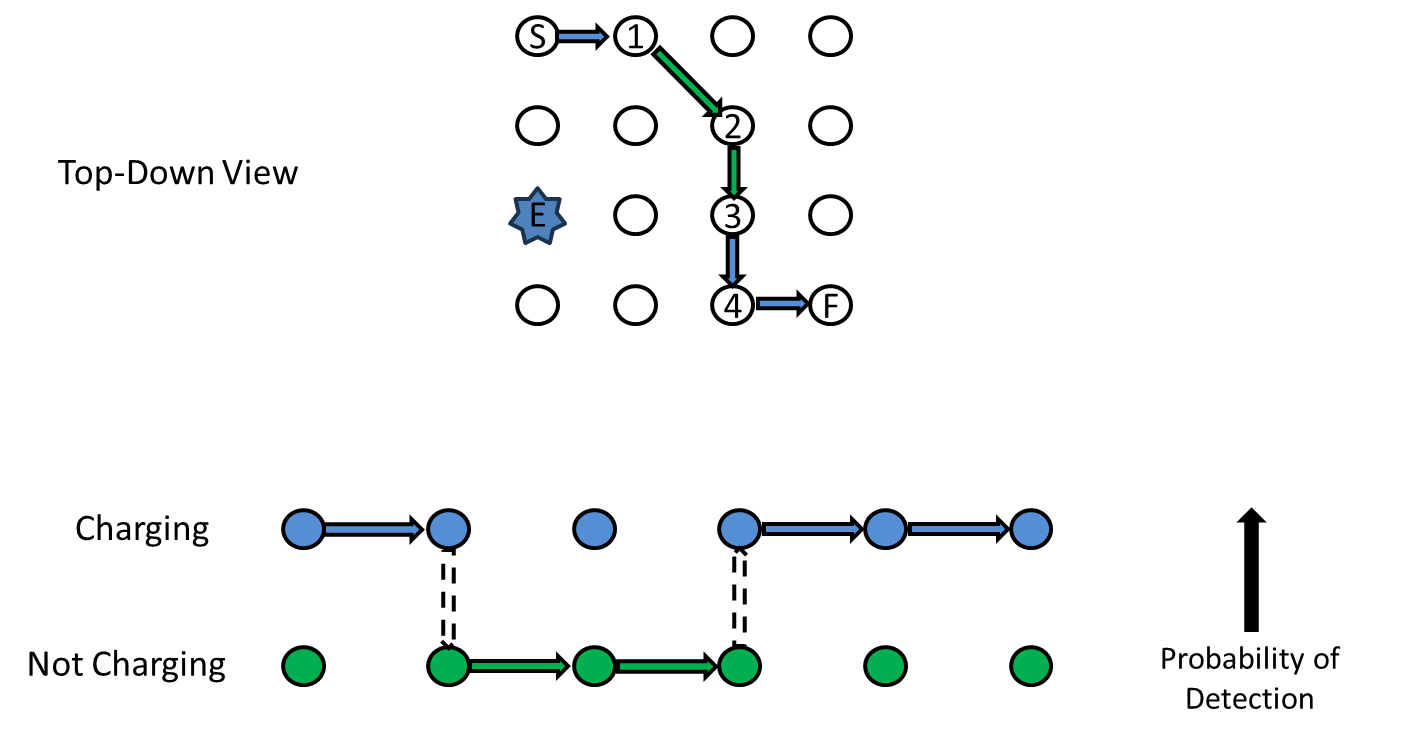 S 1
2
Top-Down View
E 3
4 F
Charging
Not Charging
Probability of
Detection